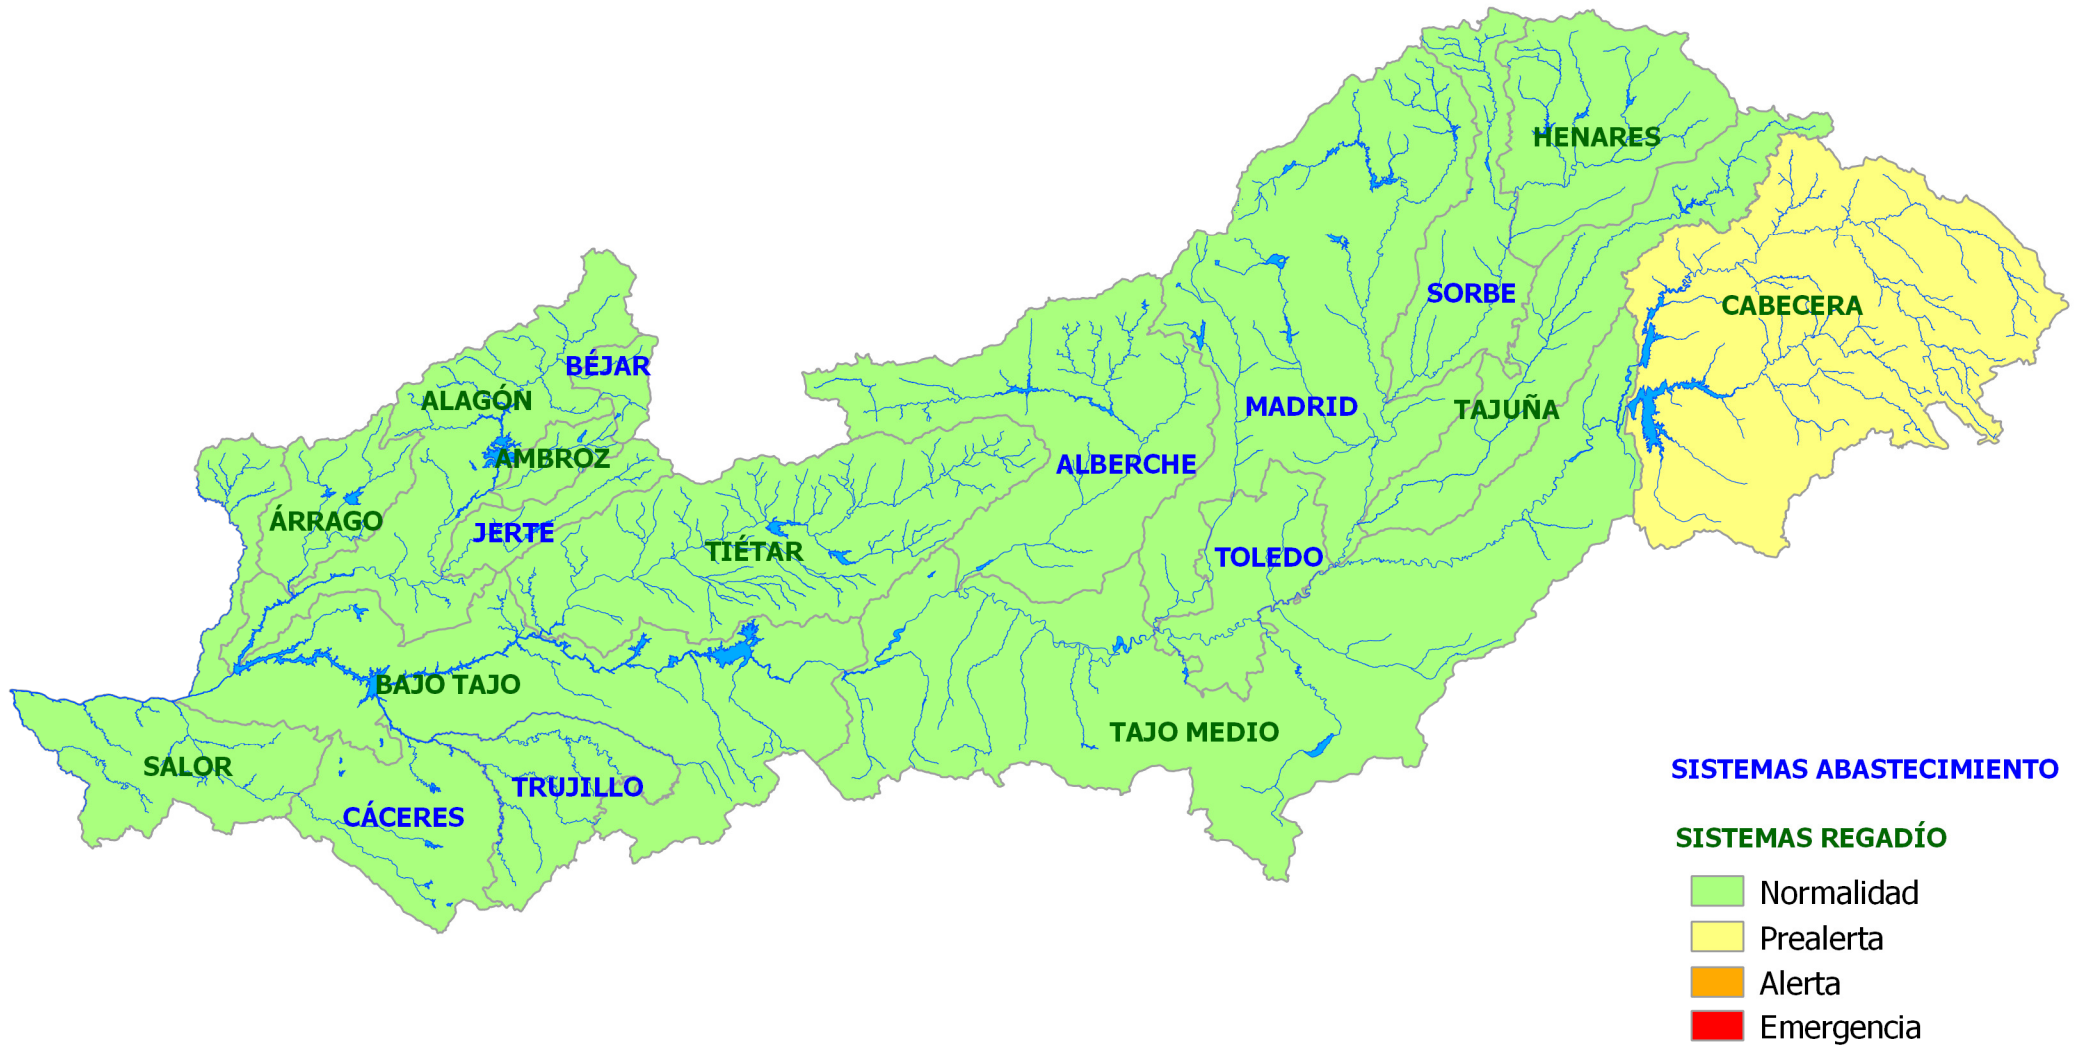 HENARES
SORBE
CABECERA
BÉJAR
ALAGÓN
MADRID
TAJUÑA
AMBROZ
ALBERCHE
ÁRRAGO
JERTE
TIÉTAR
TOLEDO
BAJO TAJO
TAJO MEDIO
SALOR
TRUJILLO
CÁCERES
SISTEMAS ABASTECIMIENTO
SISTEMAS REGADÍO
Normalidad
Prealerta
Alerta
Emergencia